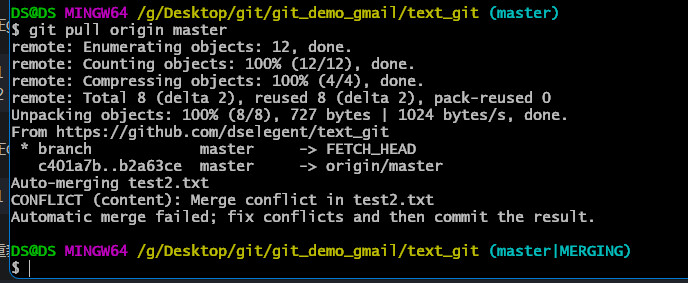 DS@DS MINGW64 /g/Desktop/git/git_demo_gmail/text_git (master)
$ git pull origin master
remote: Enumerating objects: 12, done.
remote: Counting objects: 100% (12/12), done.
remote: Compressing objects: 100% (4/4), done.
remote: Total 8 (delta 2), reused 8 (delta 2), pack-reused 0
Unpacking objects: 100% (8/8), 727 bytes | 1024 bytes/s, done.
From https://github.com/dselegent/text_git
 * branch            master     -> FETCH_HEAD
   c401a7b..b2a63ce  master     -> origin/master
Auto-merging test2.txt
CONFLICT (content): Merge conflict in test2.txt
Automatic merge failed; fix conflicts and then commit the result.
DS@DS MINGW64 /g/Desktop/git/git_demo_gmail/text_git (master|MERGING)
$